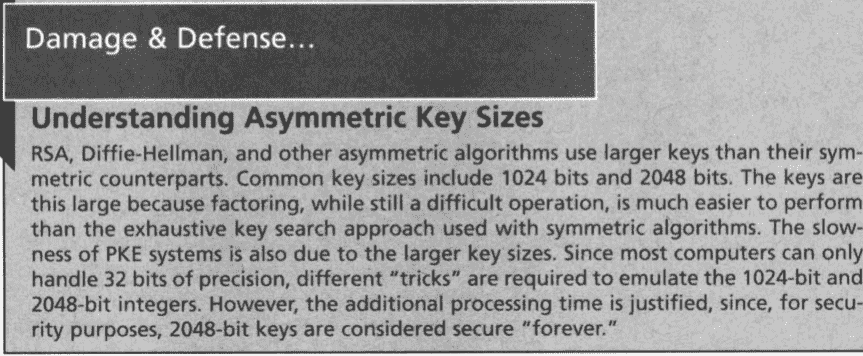 Damage & Defense...
Understanding Asymmetric Key Sizes
RSA, Diffie-Hellman, and other asymmetric algorithms use larger keys than their sym-
metric counterparts. Common key sizes include 1024 bits and 2048 bits. The keys are
this large because factoring, while still a difficult operation, is much easier to perform
than the exhaustive key search approach used with symmetric algorithms. The slow-
ness of PKE systems is also due to the larger key sizes. Since most computers can only
handle 32 bits of precision, different “tricks” are required to emulate the 1024-bit and
2048-bit integers. However, the additional processing time is justified, since, for secu-
rity purposes, 2048-bit keys are considered secure “forever.”